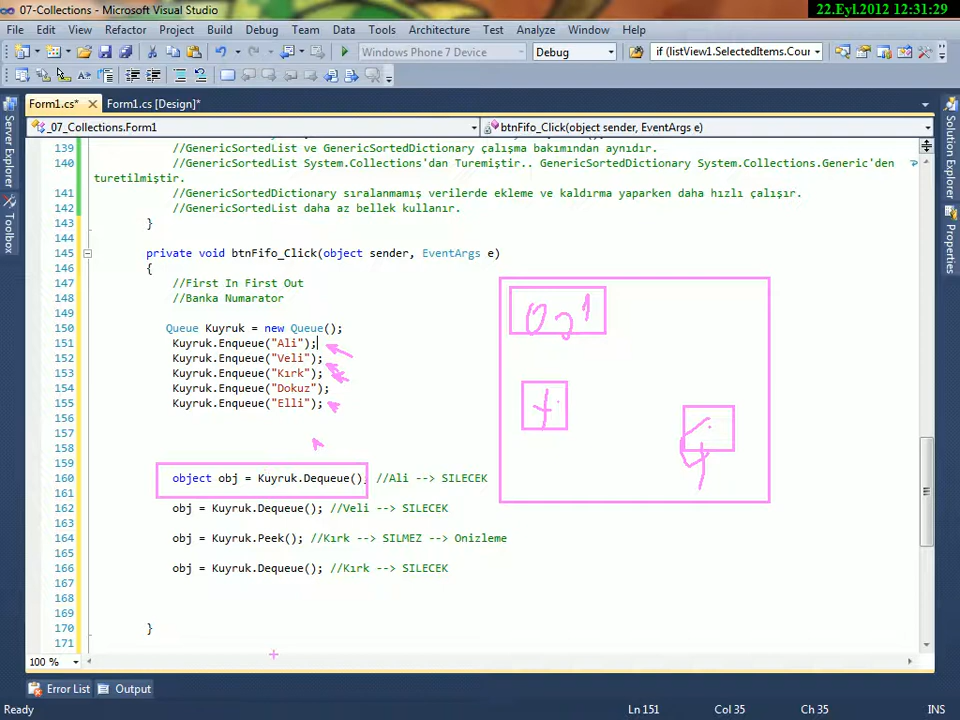 07-Collections - Microsoft Visual Studio
22.Eyl.2012 12:31:29
File Edit View Refactor Project Build Debug Team Data Tools Architecture Test Analyze Window Help
Windows Phone 7 Device Debug if (listView1.SelectedItems.Cour
Form1.cs* Form1.cs [Design]*
_07_Collections.Form1 btnFifo_Click(object sender, EventArgs e)
Server Explorer
Toolbox
Solution Explorer
Properties
139 //GenericSortedList ve GenericSortedDictionary çalışma bakımından aynıdır.
140 //GenericSortedList System.Collections'dan Turemiştir.. GenericSortedDictionary System.Collections.Generic'den
turetilmiştir.
141 //GenericSortedDictionary sıralanmamış verilerde ekleme ve kaldırma yaparken daha hızlı çalışır.
142 //GenericSortedList daha az bellek kullanır.
143 }
144
145 private void btnFifo_Click(object sender, EventArgs e)
146 {
147 //First In First Out
148 //Banka Numarator
149
150 Queue Kuyruk = new Queue();
151 Kuyruk.Enqueue("Ali");
152 Kuyruk.Enqueue("Veli");
153 Kuyruk.Enqueue("Kırk");
154 Kuyruk.Enqueue("Dokuz");
155 Kuyruk.Enqueue("Elli");
156
157
158
159
160 object obj = Kuyruk.Dequeue(); //Ali --> SILECEK
161
162 obj = Kuyruk.Dequeue(); //Veli --> SILECEK
163
164 obj = Kuyruk.Peek(); //Kırk --> SILMEZ --> Onizleme
165
166 obj = Kuyruk.Dequeue(); //Kırk --> SILECEK
167
168
169
170 }
171
100 %
Error List Output
Ready Ln 151 Col 35 Ch 35 INS